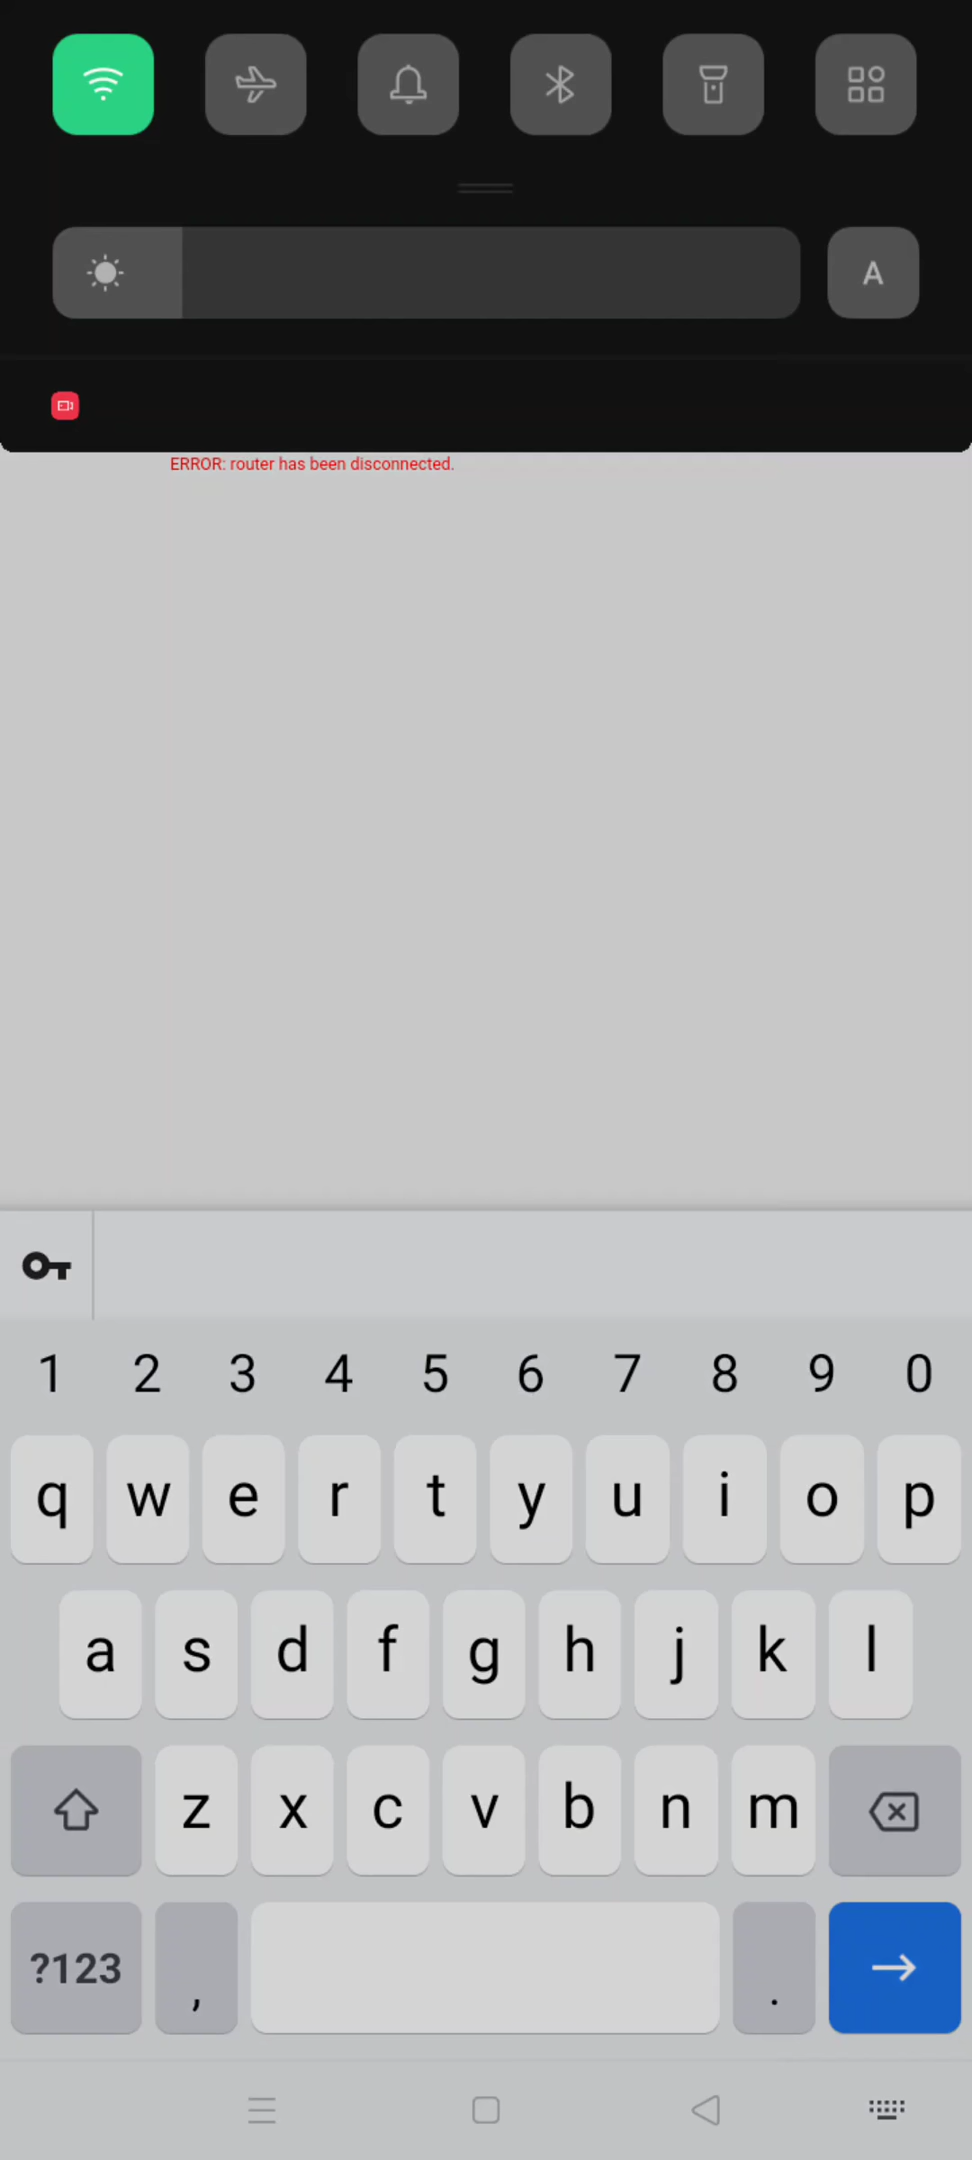 A
ERROR: router has been disconnected.
1 2 3 4 5 6 7 8 9 0
q w e r t y u i o p
a s d f g h j k l
z x c v b n m
?123 , .